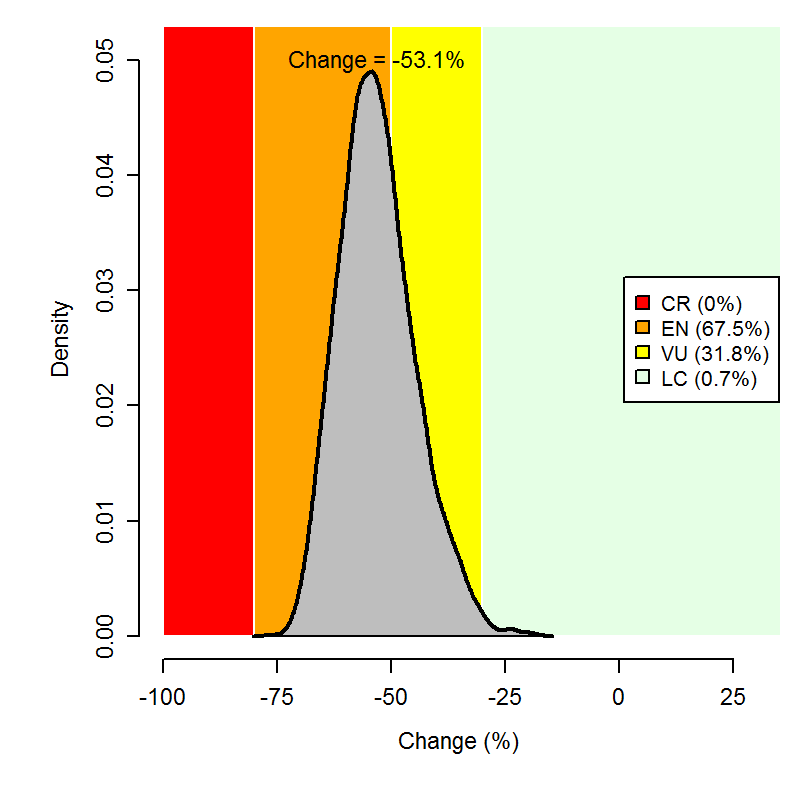 Change = -53.1%
Density
0.05
0.04
0.03
0.02
0.01
0.00
CR (0%)
EN (67.5%)
VU (31.8%)
LC (0.7%)
-100 -75 -50 -25 0 25
Change (%)